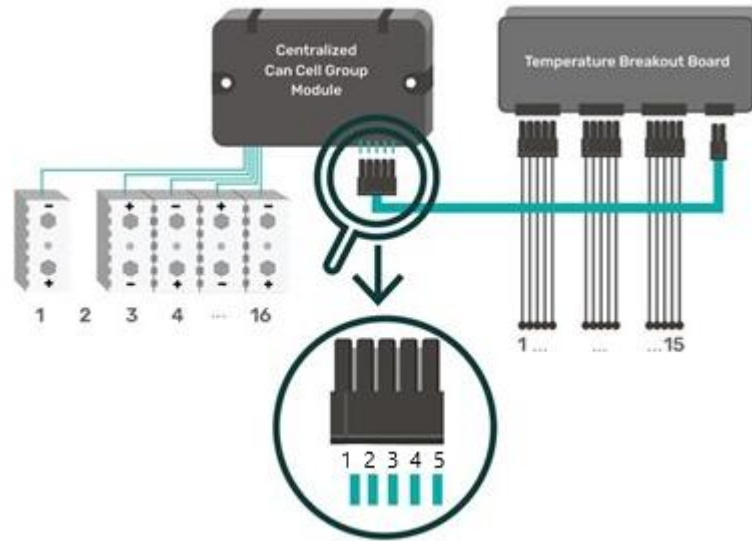 Centralized
Can Cell Group
Module
Temperature Breakout Board
- + - + -
+ - + - +
1 2 3 4 ... 16
1 ... ... ...15
1 2 3 4 5